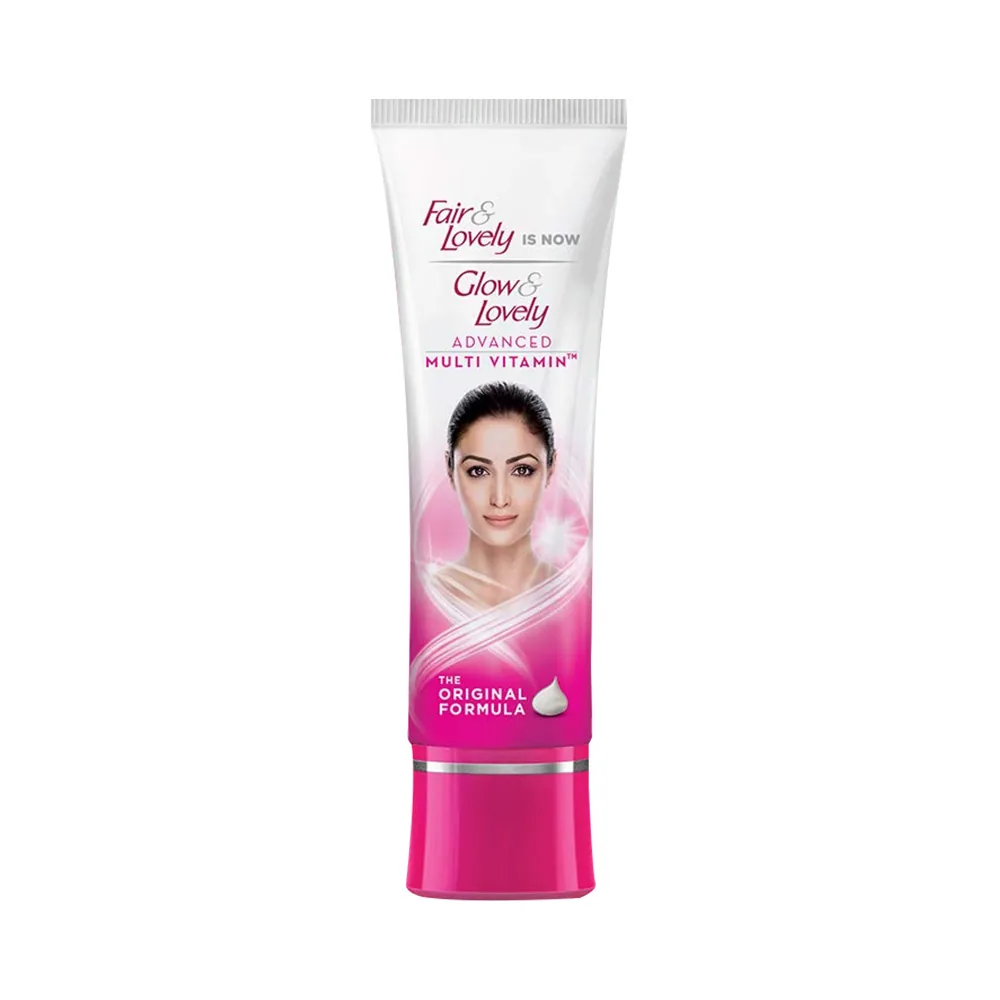 Fair &
Lovely IS NOW
Glow &
Lovely
ADVANCED
MULTI VITAMIN™
THE
ORIGINAL
FORMULA